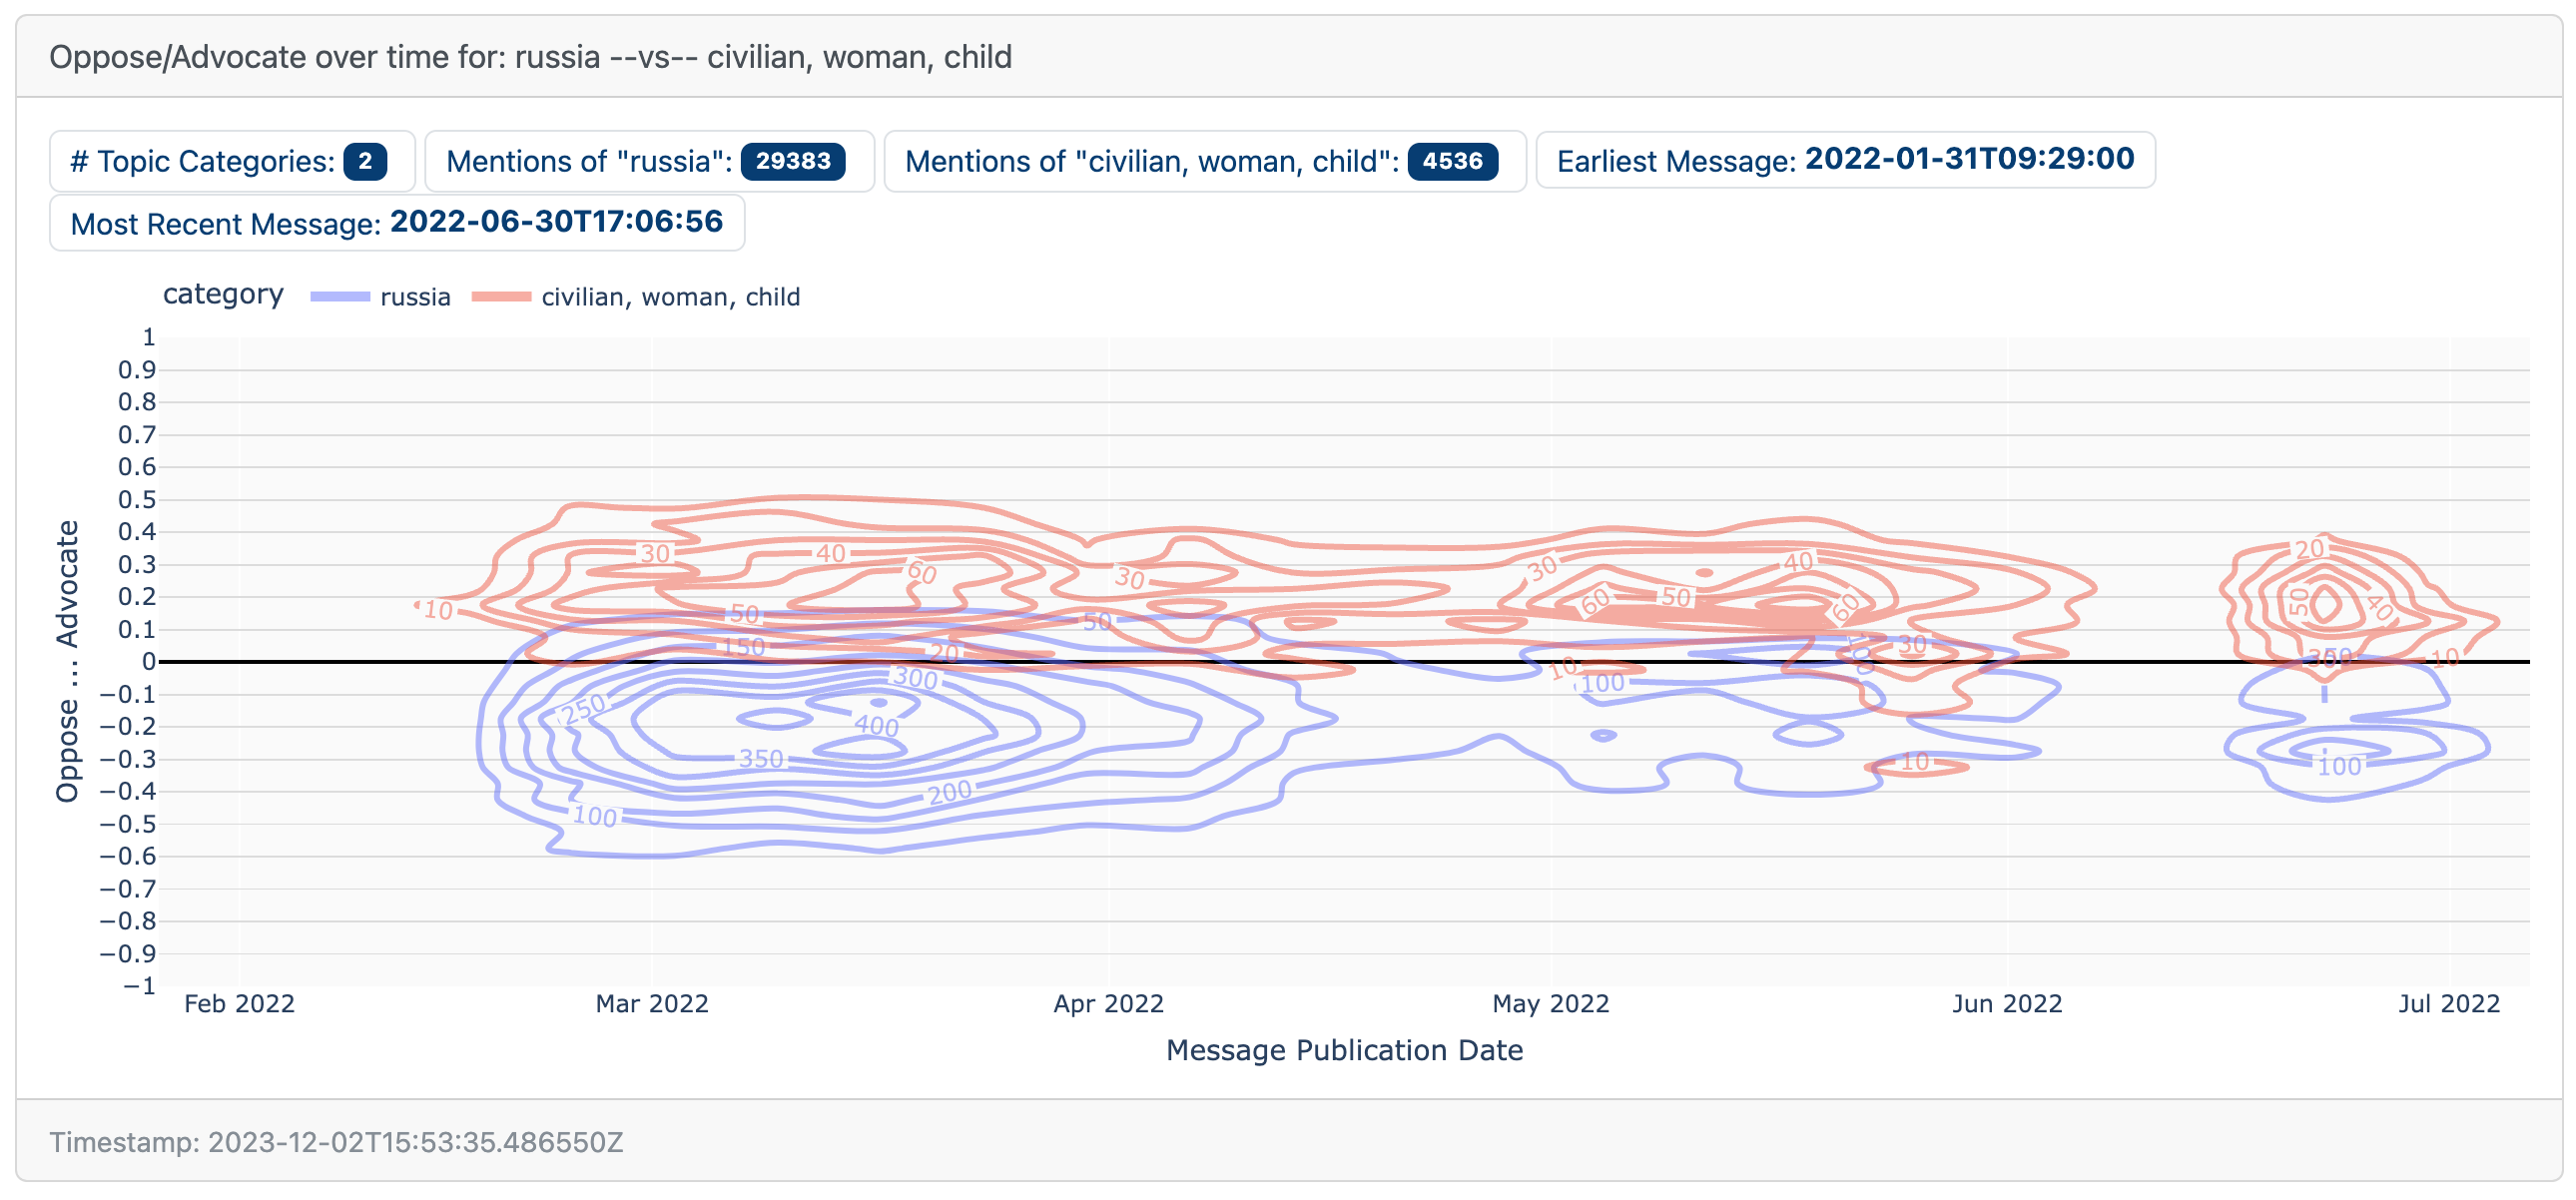 Oppose/Advocate over time for: russia --vs-- civilian, woman, child
# Topic Categories: 2 Mentions of "russia": 29383 Mentions of "civilian, woman, child": 4536 Earliest Message: 2022-01-31T09:29:00
Most Recent Message: 2022-06-30T17:06:56
category russia civilian, woman, child
1
0.9
0.8
0.7
0.6
0.5
0.4
0.3
0.2
0.1
0
−0.1
−0.2
−0.3
−0.4
−0.5
−0.6
−0.7
−0.8
−0.9
−1
Oppose ... Advocate
20
30 40 40
60 30 30
10 50 60 50 60 50 40
50
150 20 100 30 10
10
300 100
250 400
350 10 100
200
100
Feb 2022 Mar 2022 Apr 2022 May 2022 Jun 2022 Jul 2022
Message Publication Date
Timestamp: 2023-12-02T15:53:35.486550Z